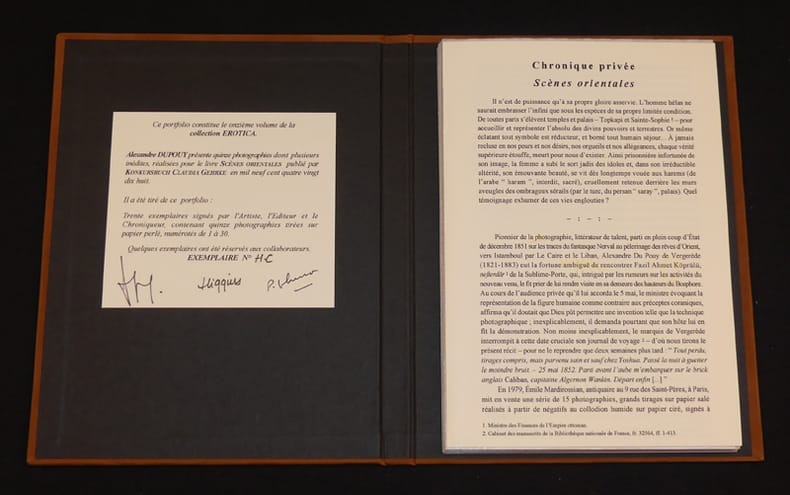 Ce portfolio constitue le onzième volume de la
collection EROTICA.
Alexandre DUPOUY présente quinze photographies dont plusieurs
inédites, réalisées pour le livre SCÈNES ORIENTALES publié par
KONKURSBUCH CLAUDIA GEHRKE en mil neuf cent quatre vingt
dix huit.
Il a été tiré de ce portfolio :
Trente exemplaires signés par l'Artiste, l'Editeur et le
Chroniqueur, contenant quinze photographies tirées sur
papier perlé, numérotés de 1 à 30.
Quelques exemplaires ont été réservés aux collaborateurs.
EXEMPLAIRE N° H.C
Chronique privée
Scènes orientales
Il n'est de puissance qu'à sa propre gloire asservie. L'homme hélas ne
saurait embrasser l'infini que sous les espèces de sa propre limitée condition.
De toutes parts s'élèvent temples et palais – Topkapi et Sainte-Sophie ! – pour
accueillir et représenter l'absolu des divins pouvoirs et terrestres. Or même
éclatant tout symbole est réducteur, et borné tout humain séjour... À jamais
recluse en nos peurs et nos désirs, nos orgueils et nos allégeances, chaque vérité
supérieure étouffe, meurt pour nous d'exister. Ainsi prisonnière infortunée de
son image, la femme a subi le sort jadis des idoles et, dans son irréductible
altérité, son émouvante beauté, se vit dès longtemps vouée aux harems (de
l'arabe " haram ", interdit, sacré), cruellement retenue derrière les murs
aveugles des ombrageux sérails (par le turc, du persan " saray ", palais). Quel
témoignage exhumer de ces vies englouties ?
– : – : –
Pionnier de la photographie, littérateur de talent, parti en plein coup d'État
de décembre 1851 sur les traces du fantasque Nerval au pèlerinage des rêves d'Orient,
vers Istamboul par Le Caire et le Liban, Alexandre Du Pouy de Vergerède
(1821-1883) eut la fortune ambiguë de rencontrer Fazil Ahmet Köprülü,
nefterdâr 1 de la Sublime-Porte, qui, intrigué par les rumeurs sur les activités du
nouveau venu, le fit prier de lui rendre visite en sa demeure des hauteurs du Bosphore.
Au cours de l'audience privée qu'il lui accorda le 5 mai, le ministre évoquant la
représentation de la figure humaine comme contraire aux préceptes coraniques,
affirma qu'il doutait que Dieu pût permettre une invention telle que la technique
photographique ; inexplicablement, il demanda pourtant que son hôte lui en
fît la démonstration. Non moins inexplicablement, le marquis de Vergerède
interrompit à cette date cruciale son journal de voyage 2 – d'où nous tirons le
présent récit – pour ne le reprendre que deux semaines plus tard : " Tout perdu,
tirages compris, mais parvenu sain et sauf chez Toshua. Passé la nuit à guetter
le moindre bruit. – 25 mai 1852. Parti avant l'aube m'embarquer sur le brick
anglais Caliban, capitaine Algernon Wankin. Départ enfin [...] "
En 1979, Émile Mardirossian, antiquaire au 9 rue des Saint-Pères, à Paris,
mit en vente une série de 15 photographies, grands tirages sur papier salé
réalisés à partir de négatifs au collodion humide sur papier ciré, signés à
1. Ministre des Finances de l'Empire ottoman.
2. Cabinet des manuscrits de la Bibliothèque nationale de France, fr. 32564, ff. 1-413.